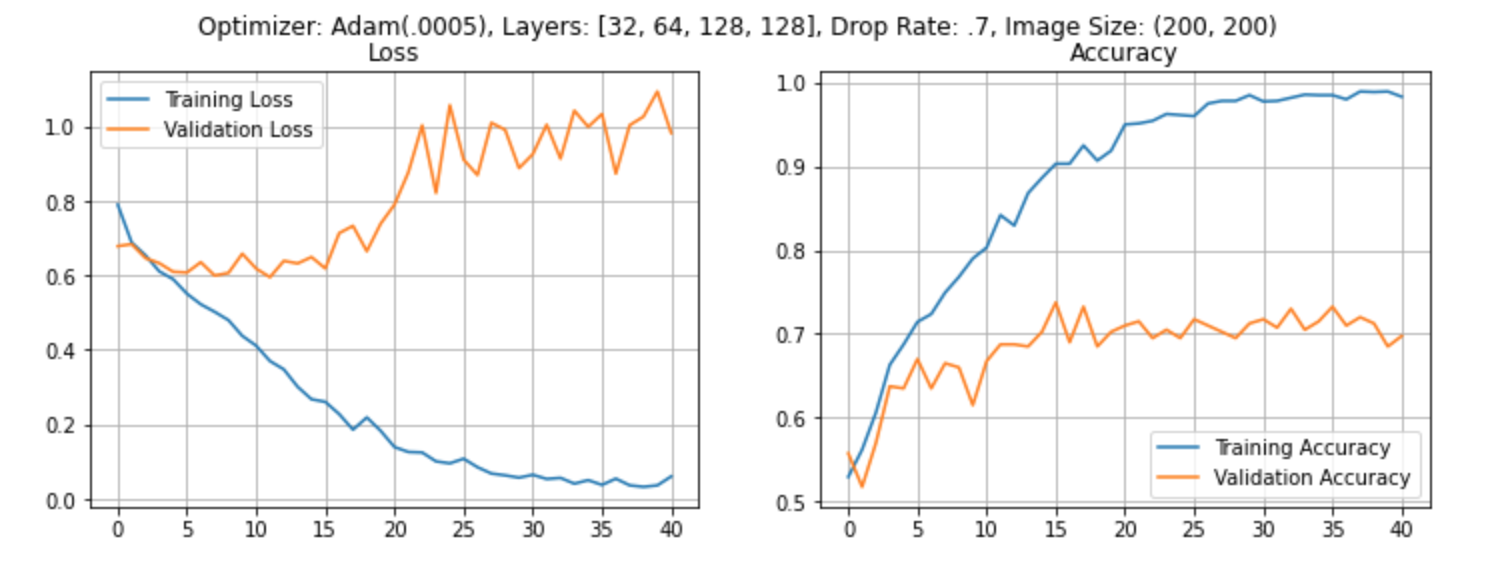 Optimizer: Adam(.0005), Layers: [32, 64, 128, 128], Drop Rate: .7, Image Size: (200, 200)
Loss
Training Loss
Validation Loss
1.0
0.8
0.6
0.4
0.2
0.0
0 5 10 15 20 25 30 35 40
Accuracy
1.0
0.9
0.8
0.7
0.6
0.5
Training Accuracy
Validation Accuracy
0 5 10 15 20 25 30 35 40